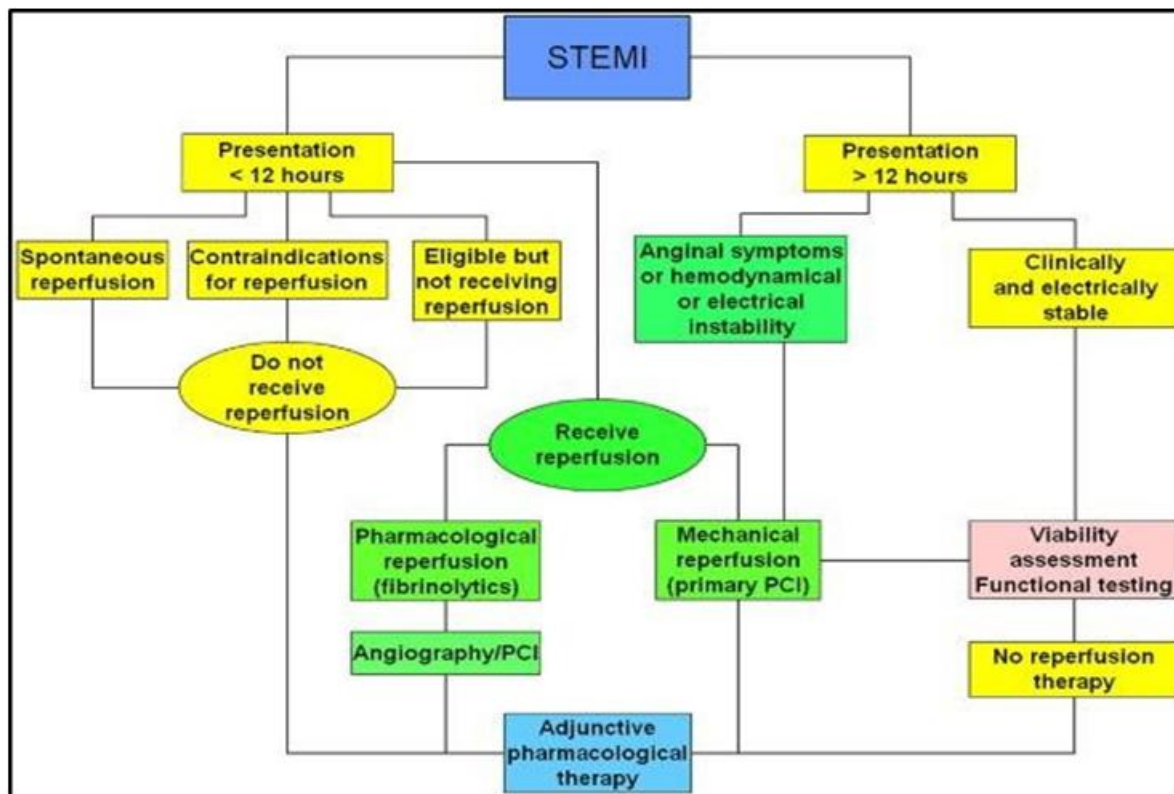 STEMI
Presentation
< 12 hours
Presentation
> 12 hours
Spontaneous
reperfusion
Contraindications
for reperfusion
Eligible but
not receiving
reperfusion
Anginal symptoms
or hemodynamical
or electrical
instability
Clinically
and electrically
stable
Do not
receive
reperfusion
Receive
reperfusion
Pharmacological
reperfusion
(fibrinolytics)
Mechanical
reperfusion
(primary PCI)
Viability
assessment
Functional testing
Angiography/PCI
No reperfusion
therapy
Adjunctive
pharmacological
therapy